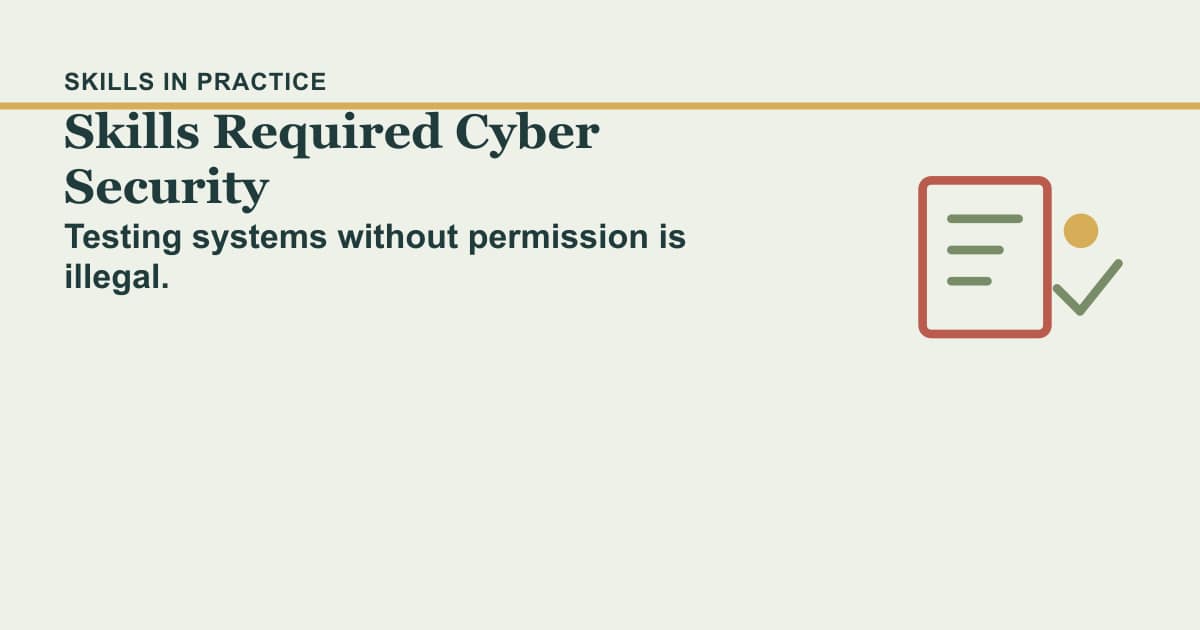 SKILLS IN PRACTICE
Skills Required Cyber
Security
Testing systems without permission is
illegal.